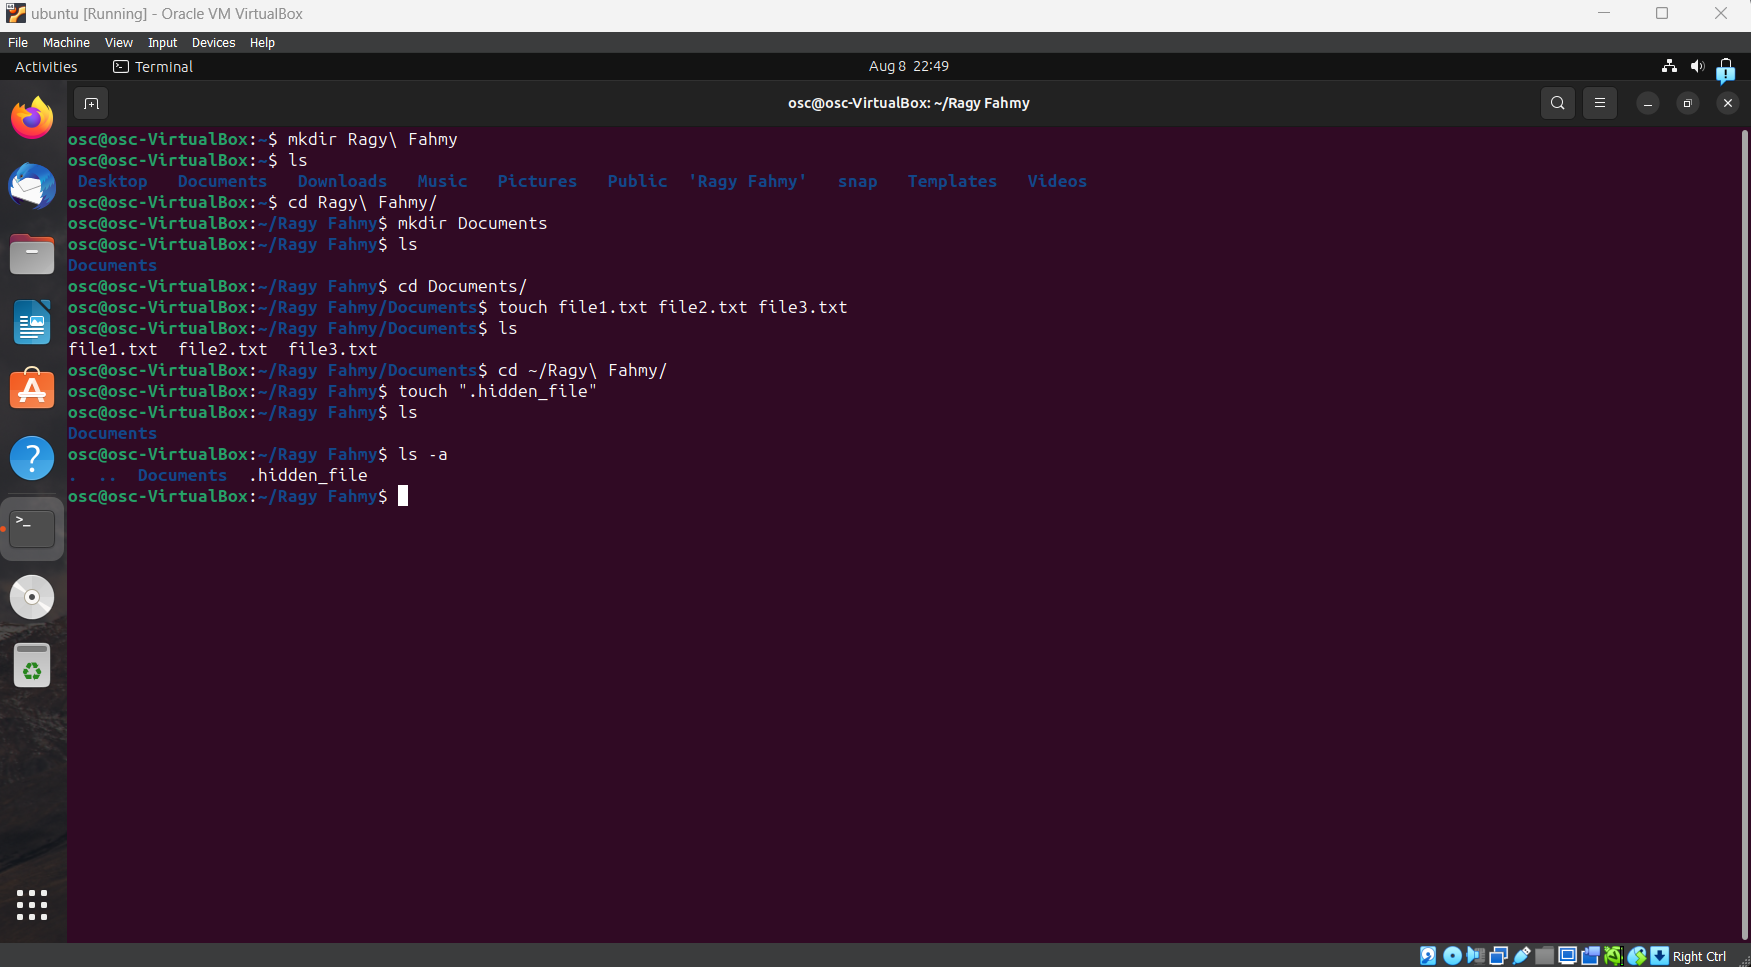 ubuntu [Running] - Oracle VM VirtualBox
File Machine View Input Devices Help
Activities Terminal Aug 8 22:49
osc@osc-VirtualBox: ~/Ragy Fahmy
osc@osc-VirtualBox:~$ mkdir Ragy\ Fahmy
osc@osc-VirtualBox:~$ ls
Desktop Documents Downloads Music Pictures Public 'Ragy Fahmy' snap Templates Videos
osc@osc-VirtualBox:~$ cd Ragy\ Fahmy/
osc@osc-VirtualBox:~/Ragy Fahmy$ mkdir Documents
osc@osc-VirtualBox:~/Ragy Fahmy$ ls
Documents
osc@osc-VirtualBox:~/Ragy Fahmy$ cd Documents/
osc@osc-VirtualBox:~/Ragy Fahmy/Documents$ touch file1.txt file2.txt file3.txt
osc@osc-VirtualBox:~/Ragy Fahmy/Documents$ ls
file1.txt file2.txt file3.txt
osc@osc-VirtualBox:~/Ragy Fahmy/Documents$ cd ~/Ragy\ Fahmy/
osc@osc-VirtualBox:~/Ragy Fahmy$ touch ".hidden_file"
osc@osc-VirtualBox:~/Ragy Fahmy$ ls
Documents
osc@osc-VirtualBox:~/Ragy Fahmy$ ls -a
. .. Documents .hidden_file
osc@osc-VirtualBox:~/Ragy Fahmy$
Right Ctrl